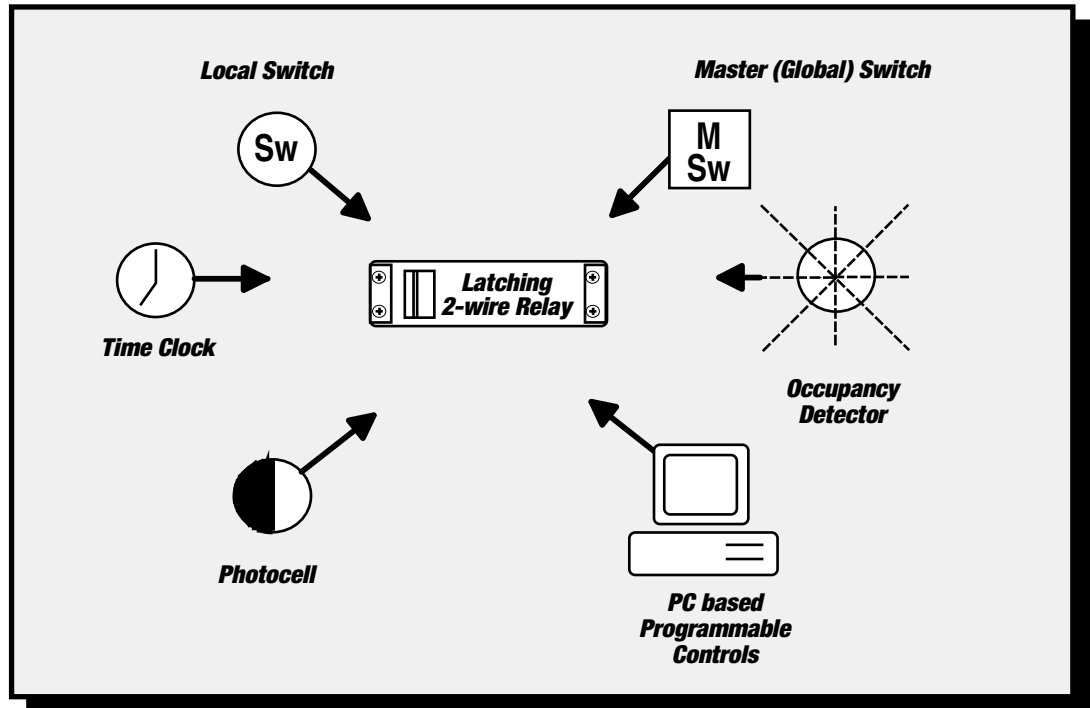 Local Switch
Master (Global) Switch
Sw
M
Sw
Latching
2-wire Relay
Time Clock
Occupancy
Detector
Photocell
PC based
Programmable
Controls